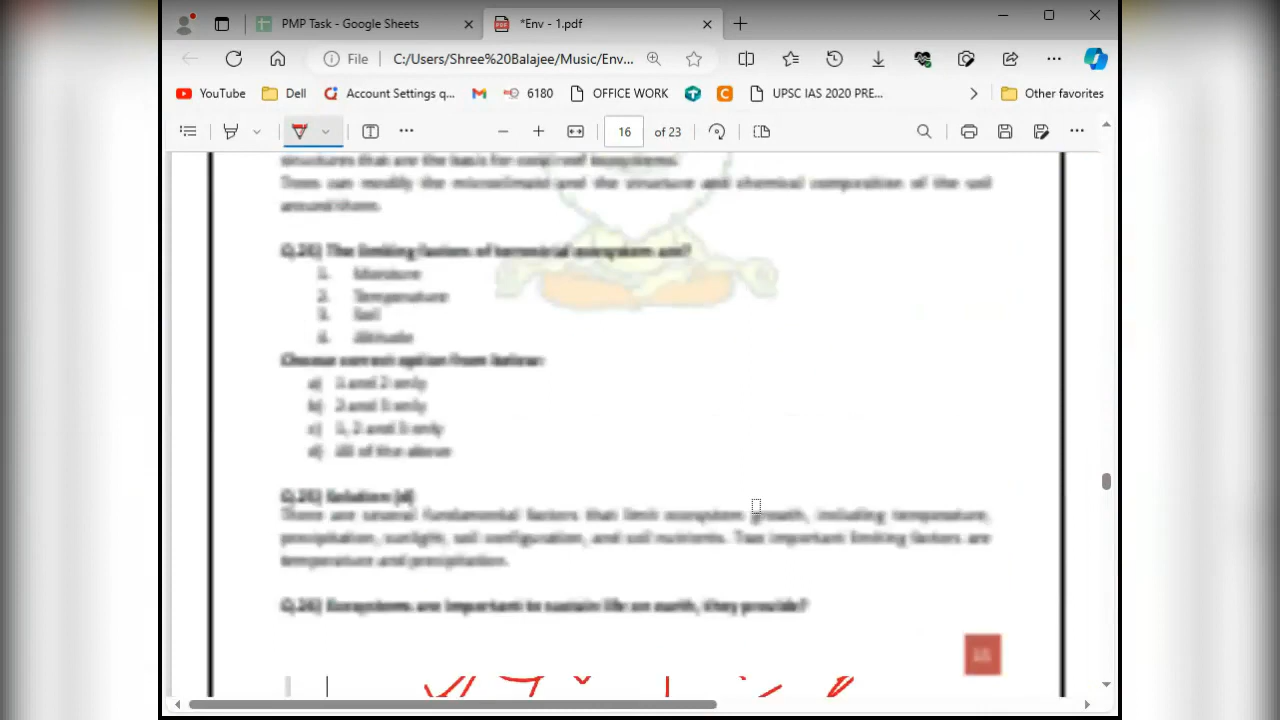 PMP Task - Google Sheets
*Env - 1.pdf
File
C:/Users/Shree%20Balajee/Music/Env...
YouTube
Dell
Account Settings q...
6180
OFFICE WORK
UPSC IAS 2020 PRE...
Other favorites
16 of 23
structures that are the basis for coral reef ecosystems.
Trees can modify the microclimate and the structure and chemical composition of the soil
around them.
Q.25) The limiting factors of terrestrial ecosystem are?
1. Moisture
2. Temperature
3. Soil
4. Altitude
Choose correct option from below:
a) 1 and 2 only
b) 2 and 3 only
c) 1, 2 and 3 only
d) All of the above
Q.25) Solution (d)
There are several fundamental factors that limit ecosystem growth, including temperature,
precipitation, sunlight, soil configuration, and soil nutrients. Two important limiting factors are
temperature and precipitation.
Q.26) Ecosystems are important to sustain life on earth, they provide?